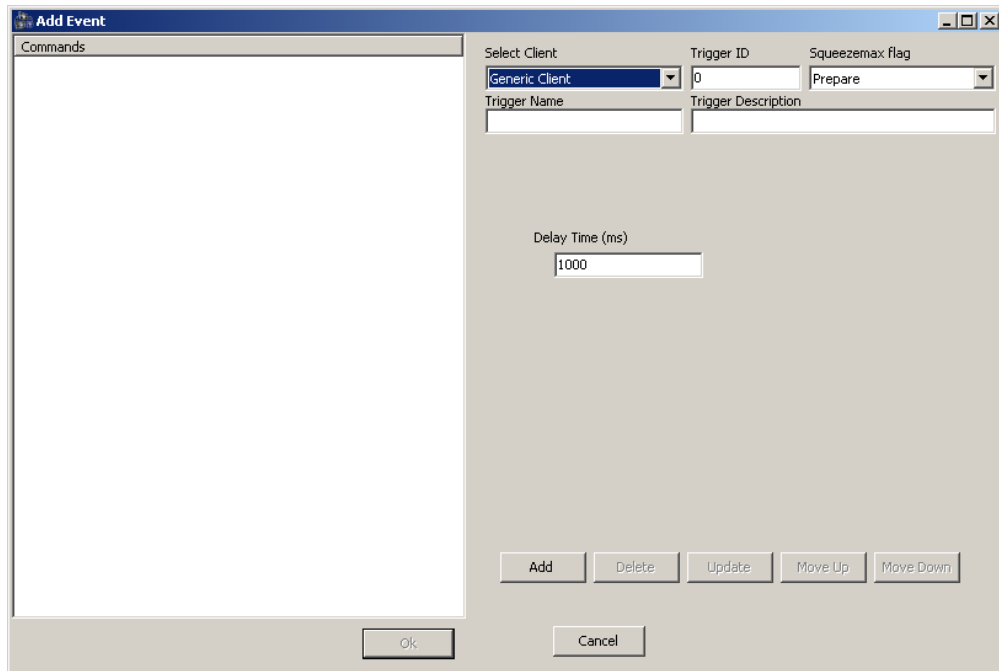 Add Event
Commands
Select Client Trigger ID Squeezemax flag
Generic Client 0 Prepare
Trigger Name Trigger Description
Delay Time (ms)
1000
Add Delete Update Move Up Move Down
Ok Cancel